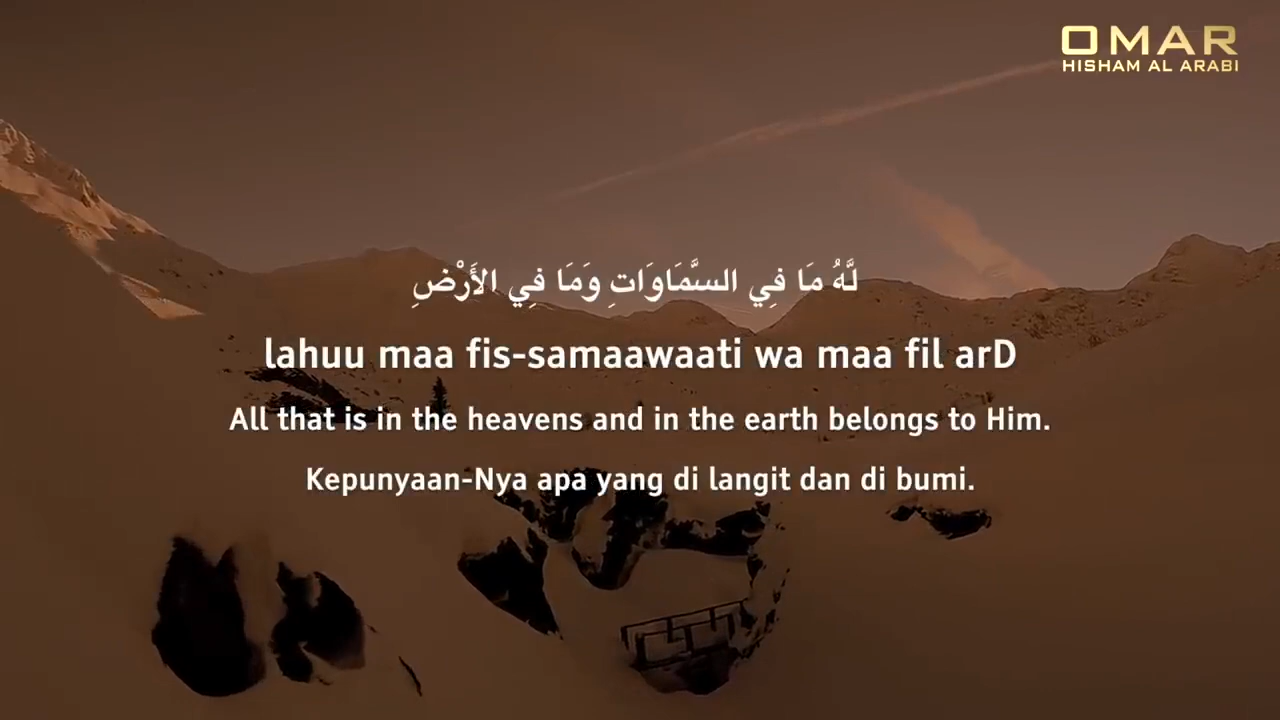 OMAR
HISHAM AL ARABI
لَّهُ مَا فِي السَّمَاوَاتِ وَمَا فِي الأَرْضِ
lahuu maa fis-samaawaati wa maa fil arD
All that is in the heavens and in the earth belongs to Him.
Kepunyaan-Nya apa yang di langit dan di bumi.